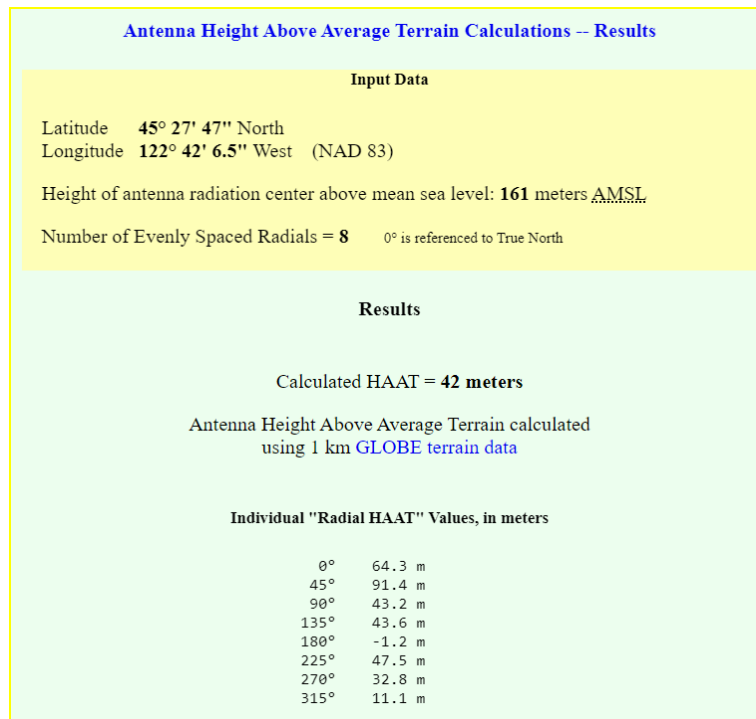 Antenna Height Above Average Terrain Calculations -- Results
Input Data
Latitude 45° 27' 47" North
Longitude 122° 42' 6.5" West (NAD 83)
Height of antenna radiation center above mean sea level: 161 meters AMSL
Number of Evenly Spaced Radials = 8 0° is referenced to True North
Results
Calculated HAAT = 42 meters
Antenna Height Above Average Terrain calculated
using 1 km GLOBE terrain data
Individual "Radial HAAT" Values, in meters
0° 64.3 m
45° 91.4 m
90° 43.2 m
135° 43.6 m
180° -1.2 m
225° 47.5 m
270° 32.8 m
315° 11.1 m